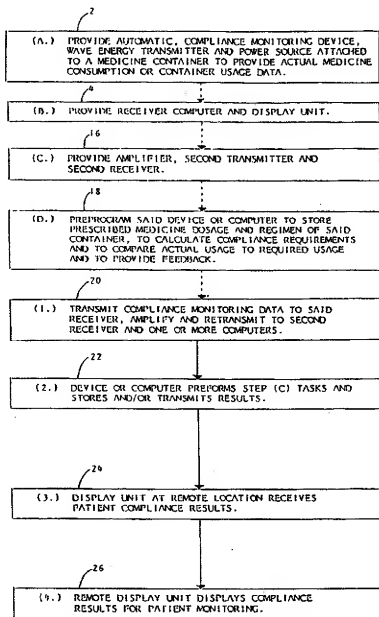 2
(A.) PROVIDE AUTOMATIC, COMPLIANCE MONITORING DEVICE,
WAVE ENERGY TRANSMITTER AND POWER SOURCE ATTACHED
TO A MEDICINE CONTAINER TO PROVIDE ACTUAL MEDICINE
CONSUMPTION OR CONTAINER USAGE DATA.
4
(B.) PROVIDE RECEIVER COMPUTER AND DISPLAY UNIT.
16
(C.) PROVIDE AMPLIFIER, SECOND TRANSMITTER AND
SECOND RECEIVER.
18
(D.) PREPROGRAM SAID DEVICE OR COMPUTER TO STORE
PRESCRIBED MEDICINE DOSAGE AND REGIMEN OF SAID
CONTAINER, TO CALCULATE COMPLIANCE REQUIREMENTS
AND TO COMPARE ACTUAL USAGE TO REQUIRED USAGE
AND TO PROVIDE FEEDBACK.
20
(1.) TRANSMIT COMPLIANCE MONITORING DATA TO SAID
RECEIVER, AMPLIFY AND RETRANSMIT TO SECOND
RECEIVER AND ONE OR MORE COMPUTERS.
22
(2.) DEVICE OR COMPUTER PREFORMS STEP (C) TASKS AND
STORES AND/OR TRANSMITS RESULTS.
24
(3.) DISPLAY UNIT AT REMOTE LOCATION RECEIVES
PATIENT COMPLIANCE RESULTS.
26
(4.) REMOTE DISPLAY UNIT DISPLAYS COMPLIANCE
RESULTS FOR PATIENT MONITORING.